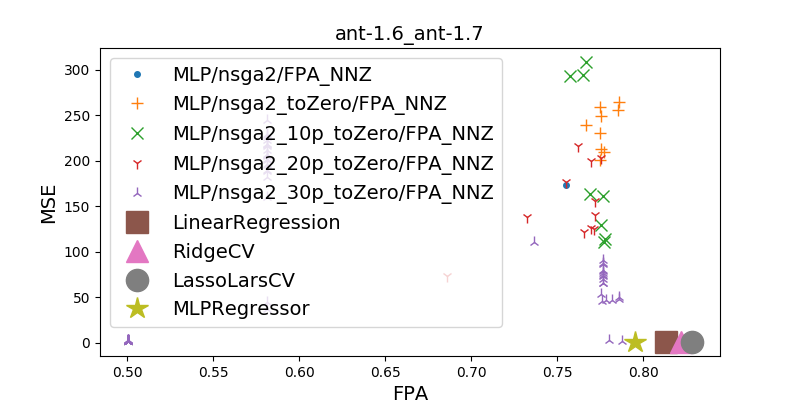 ant-1.6_ant-1.7
MSE
300
250
200
150
100
50
0
MLP/nsga2/FPA_NNZ
MLP/nsga2_toZero/FPA_NNZ
MLP/nsga2_10p_toZero/FPA_NNZ
MLP/nsga2_20p_toZero/FPA_NNZ
MLP/nsga2_30p_toZero/FPA_NNZ
LinearRegression
RidgeCV
LassoLarsCV
MLPRegressor
0.50 0.55 0.60 0.65 0.70 0.75 0.80
FPA